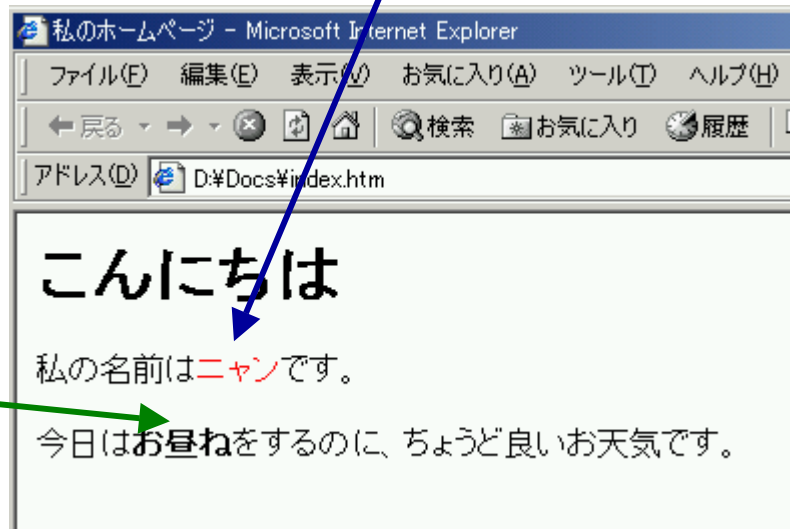 私のホームページ - Microsoft Internet Explorer
ファイル(F) 編集(E) 表示(V) お気に入り(A) ツール(T) ヘルプ(H)
戻る 検索 お気に入り 履歴
アドレス(D) D:¥Docs¥index.htm
こんにちは
私の名前はニャンです。
今日はお昼ねをするのに、ちょうど良いお天気です。